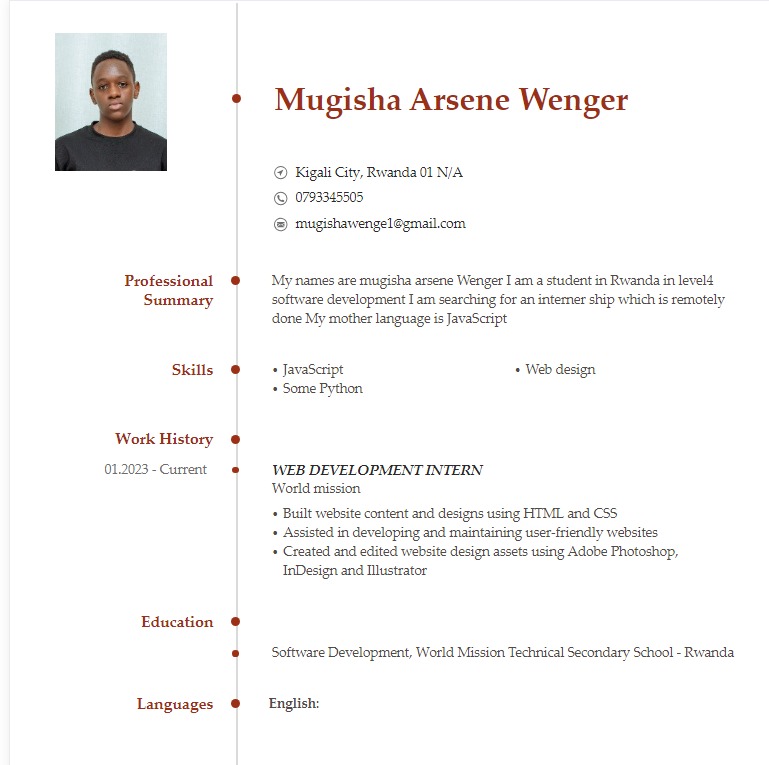 Mugisha Arsene Wenger
Kigali City, Rwanda 01 N/A
0793345505
mugishawenge1@gmail.com
Professional
Summary
My names are mugisha arsene Wenger I am a student in Rwanda in level4
software development I am searching for an interner ship which is remotely
done My mother language is JavaScript
Skills
• JavaScript
• Some Python
• Web design
Work History
01.2023 - Current
WEB DEVELOPMENT INTERN
World mission
• Built website content and designs using HTML and CSS
• Assisted in developing and maintaining user-friendly websites
• Created and edited website design assets using Adobe Photoshop,
InDesign and Illustrator
Education
Software Development, World Mission Technical Secondary School - Rwanda
Languages
English: